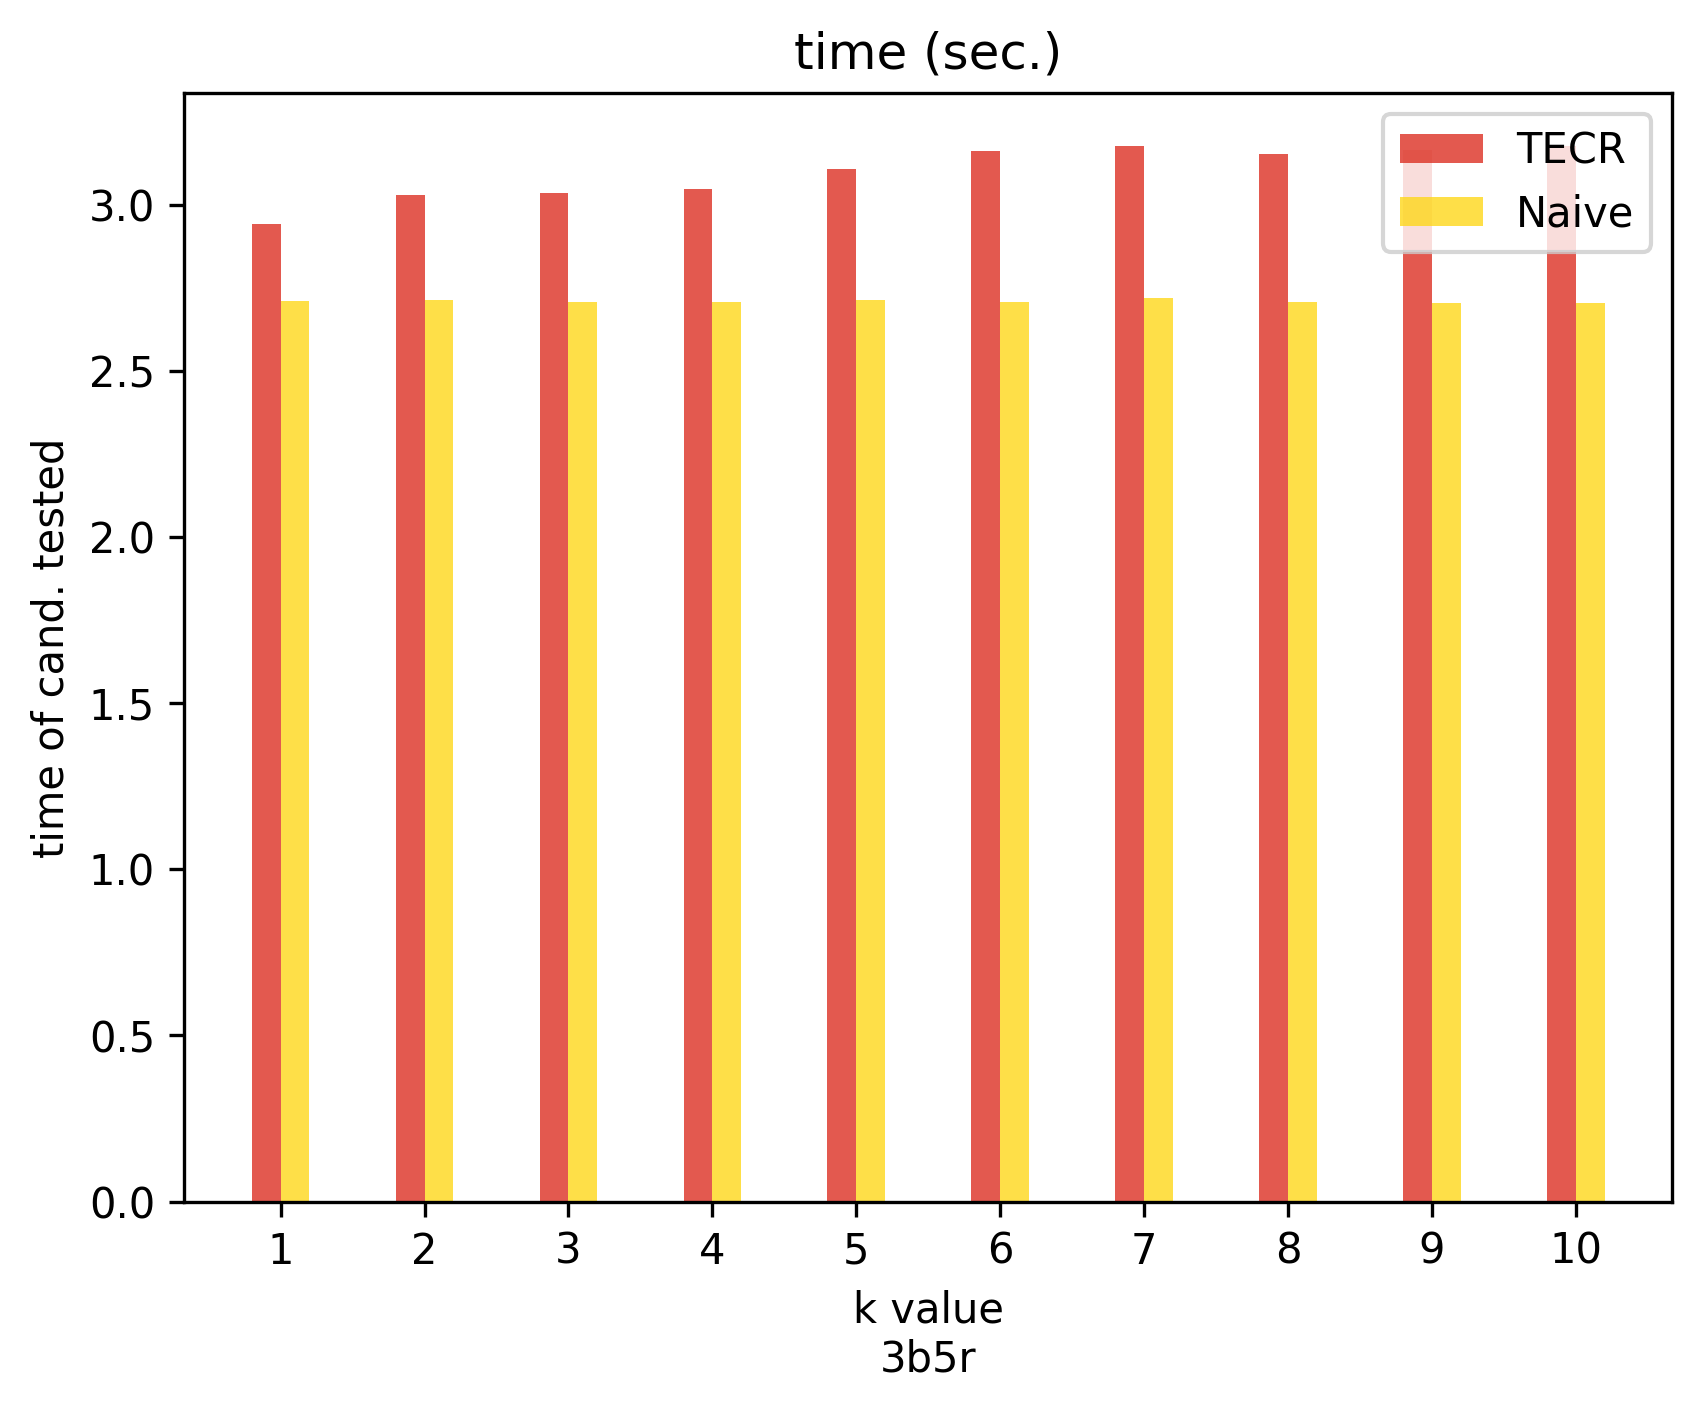 time (sec.)
TECR
Naive
3.0
2.5
2.0
1.5
1.0
0.5
0.0
time of cand. tested
1 2 3 4 5 6 7 8 9 10
k value
3b5r